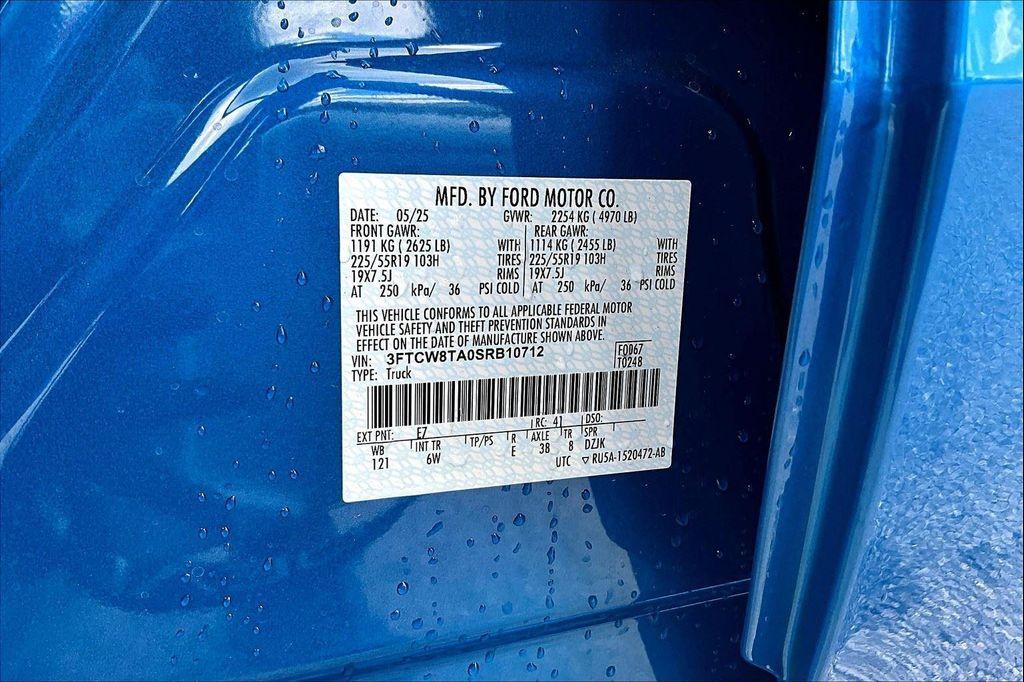 MFD. BY FORD MOTOR CO.
DATE: 05/25 GVWR: 2254 KG ( 4970 LB)
FRONT GAWR: REAR GAWR:
1191 KG ( 2625 LB) WITH 1114 KG ( 2455 LB) WITH
225/55R19 103H TIRES 225/55R19 103H TIRES
19X7.5J RIMS 19X7.5J RIMS
AT 250 kPa/ 36 PSI COLD AT 250 kPa/ 36 PSI COLD
THIS VEHICLE CONFORMS TO ALL APPLICABLE FEDERAL MOTOR
VEHICLE SAFETY AND THEFT PREVENTION STANDARDS IN
EFFECT ON THE DATE OF MANUFACTURE SHOWN ABOVE.
VIN: 3FTCW8TA0SRB10712 F0D67
TYPE: Truck T0248
EXT PNT: E7 RC: 41 DSO:
WB INT TR TP/PS R AXLE TR SPR
121 6W E 3B 8 DZJK
UTC ▽ RU5A-1520472-AB